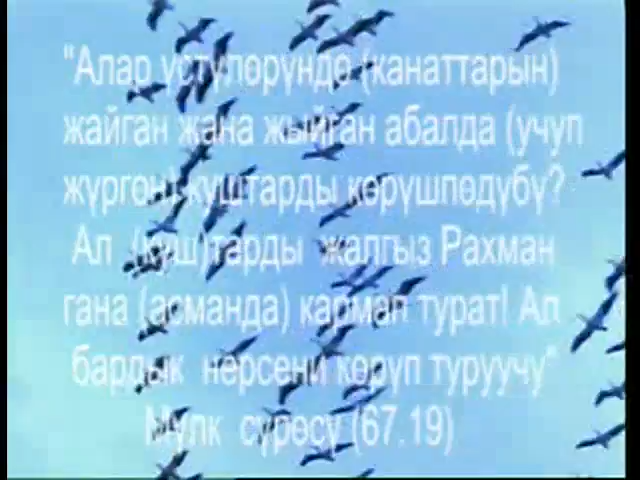 "Алар үстүлөрүндө (канаттарын)
жайган жана жыйган абалда (учуп
жүргөн) куштарды көрүшпөдүбү?
Ал (куш)тарды жалгыз Рахман
гана (асманда) кармап турат! Ал
бардык нерсени көрүп туруучу"
Мүлк сүрөсү (67.19)